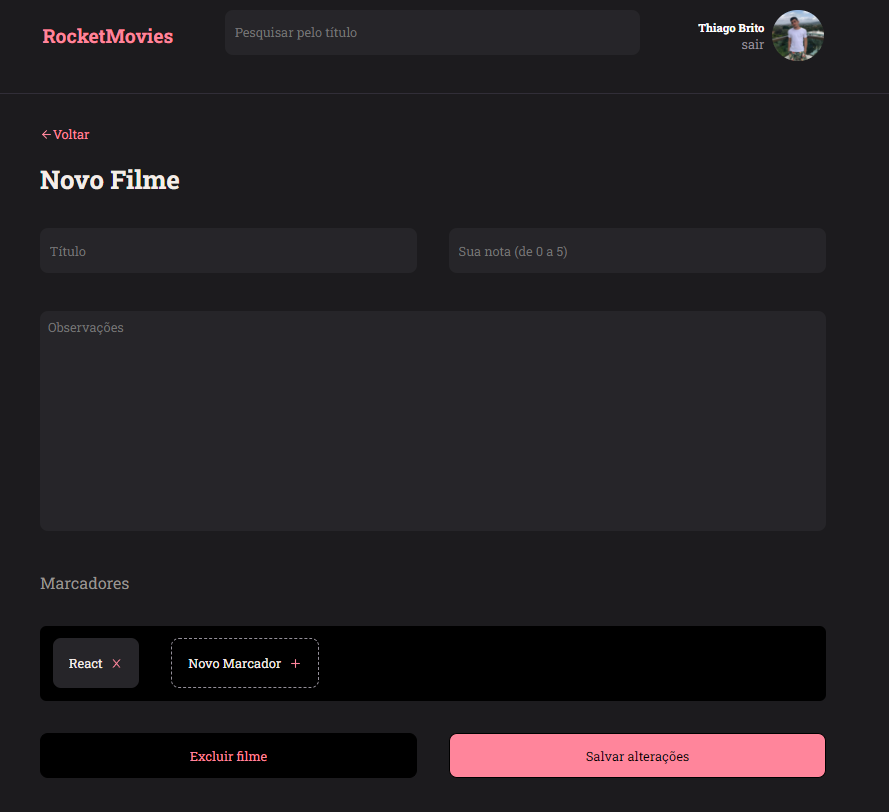 RocketMovies
Pesquisar pelo título
Thiago Brito
sair
Voltar
Novo Filme
Título
Sua nota (de 0 a 5)
Observações
Marcadores
React
Novo Marcador
Excluir filme
Salvar alterações